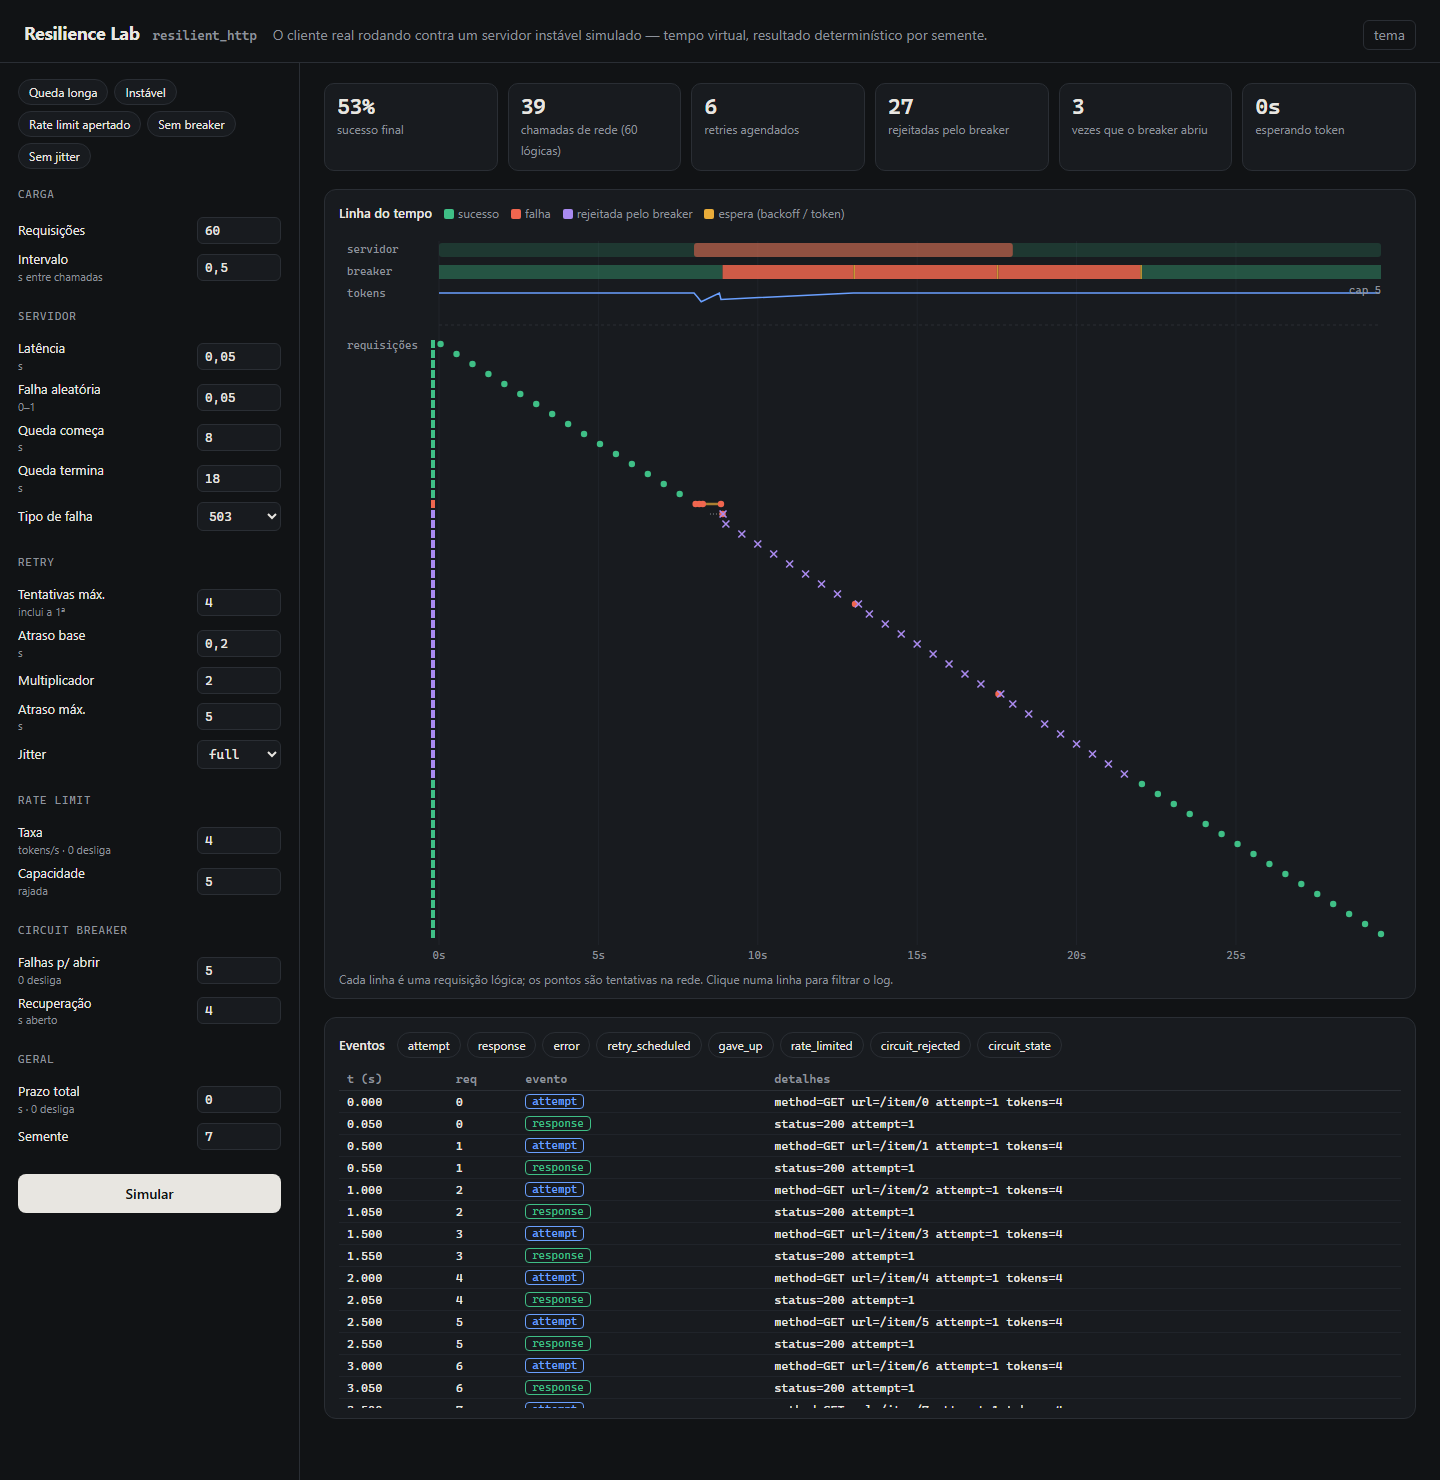 Resilience Lab resilient_http O cliente real rodando contra um servidor instável simulado — tempo virtual, resultado determinístico por semente. tema
Queda longa Instável
Rate limit apertado Sem breaker
Sem jitter
CARGA
Requisições 60
Intervalo 0,5
s entre chamadas
SERVIDOR
Latência 0,05
s
Falha aleatória 0,05
0–1
Queda começa 8
s
Queda termina 18
s
Tipo de falha 503
RETRY
Tentativas máx. 4
inclui a 1ª
Atraso base 0,2
s
Multiplicador 2
Atraso máx. 5
s
Jitter full
RATE LIMIT
Taxa 4
tokens/s · 0 desliga
Capacidade 5
rajada
CIRCUIT BREAKER
Falhas p/ abrir 5
0 desliga
Recuperação 4
s aberto
GERAL
Prazo total 0
s · 0 desliga
Semente 7
Simular
53%
sucesso final
39
chamadas de rede (60
lógicas)
6
retries agendados
27
rejeitadas pelo breaker
3
vezes que o breaker abriu
0s
esperando token
Linha do tempo sucesso falha rejeitada pelo breaker espera (backoff / token)
servidor
breaker
tokens cap 5
requisições
0s 5s 10s 15s 20s 25s
Cada linha é uma requisição lógica; os pontos são tentativas na rede. Clique numa linha para filtrar o log.
Eventos attempt response error retry_scheduled gave_up rate_limited circuit_rejected circuit_state
t (s) req evento detalhes
0.000 0 attempt method=GET url=/item/0 attempt=1 tokens=4
0.050 0 response status=200 attempt=1
0.500 1 attempt method=GET url=/item/1 attempt=1 tokens=4
0.550 1 response status=200 attempt=1
1.000 2 attempt method=GET url=/item/2 attempt=1 tokens=4
1.050 2 response status=200 attempt=1
1.500 3 attempt method=GET url=/item/3 attempt=1 tokens=4
1.550 3 response status=200 attempt=1
2.000 4 attempt method=GET url=/item/4 attempt=1 tokens=4
2.050 4 response status=200 attempt=1
2.500 5 attempt method=GET url=/item/5 attempt=1 tokens=4
2.550 5 response status=200 attempt=1
3.000 6 attempt method=GET url=/item/6 attempt=1 tokens=4
3.050 6 response status=200 attempt=1